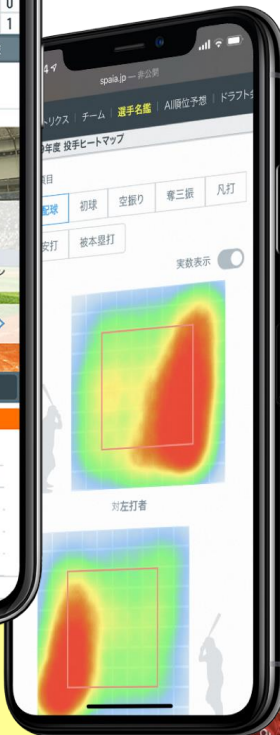 0
1
spaia.jp — 非公開
トリクス | チーム | 選手名鑑 | AI順位予想 | ドラフト
年度 投手ヒートマップ
配球 初球 空振り 奪三振 凡打
安打 被本塁打
実数表示
対左打者